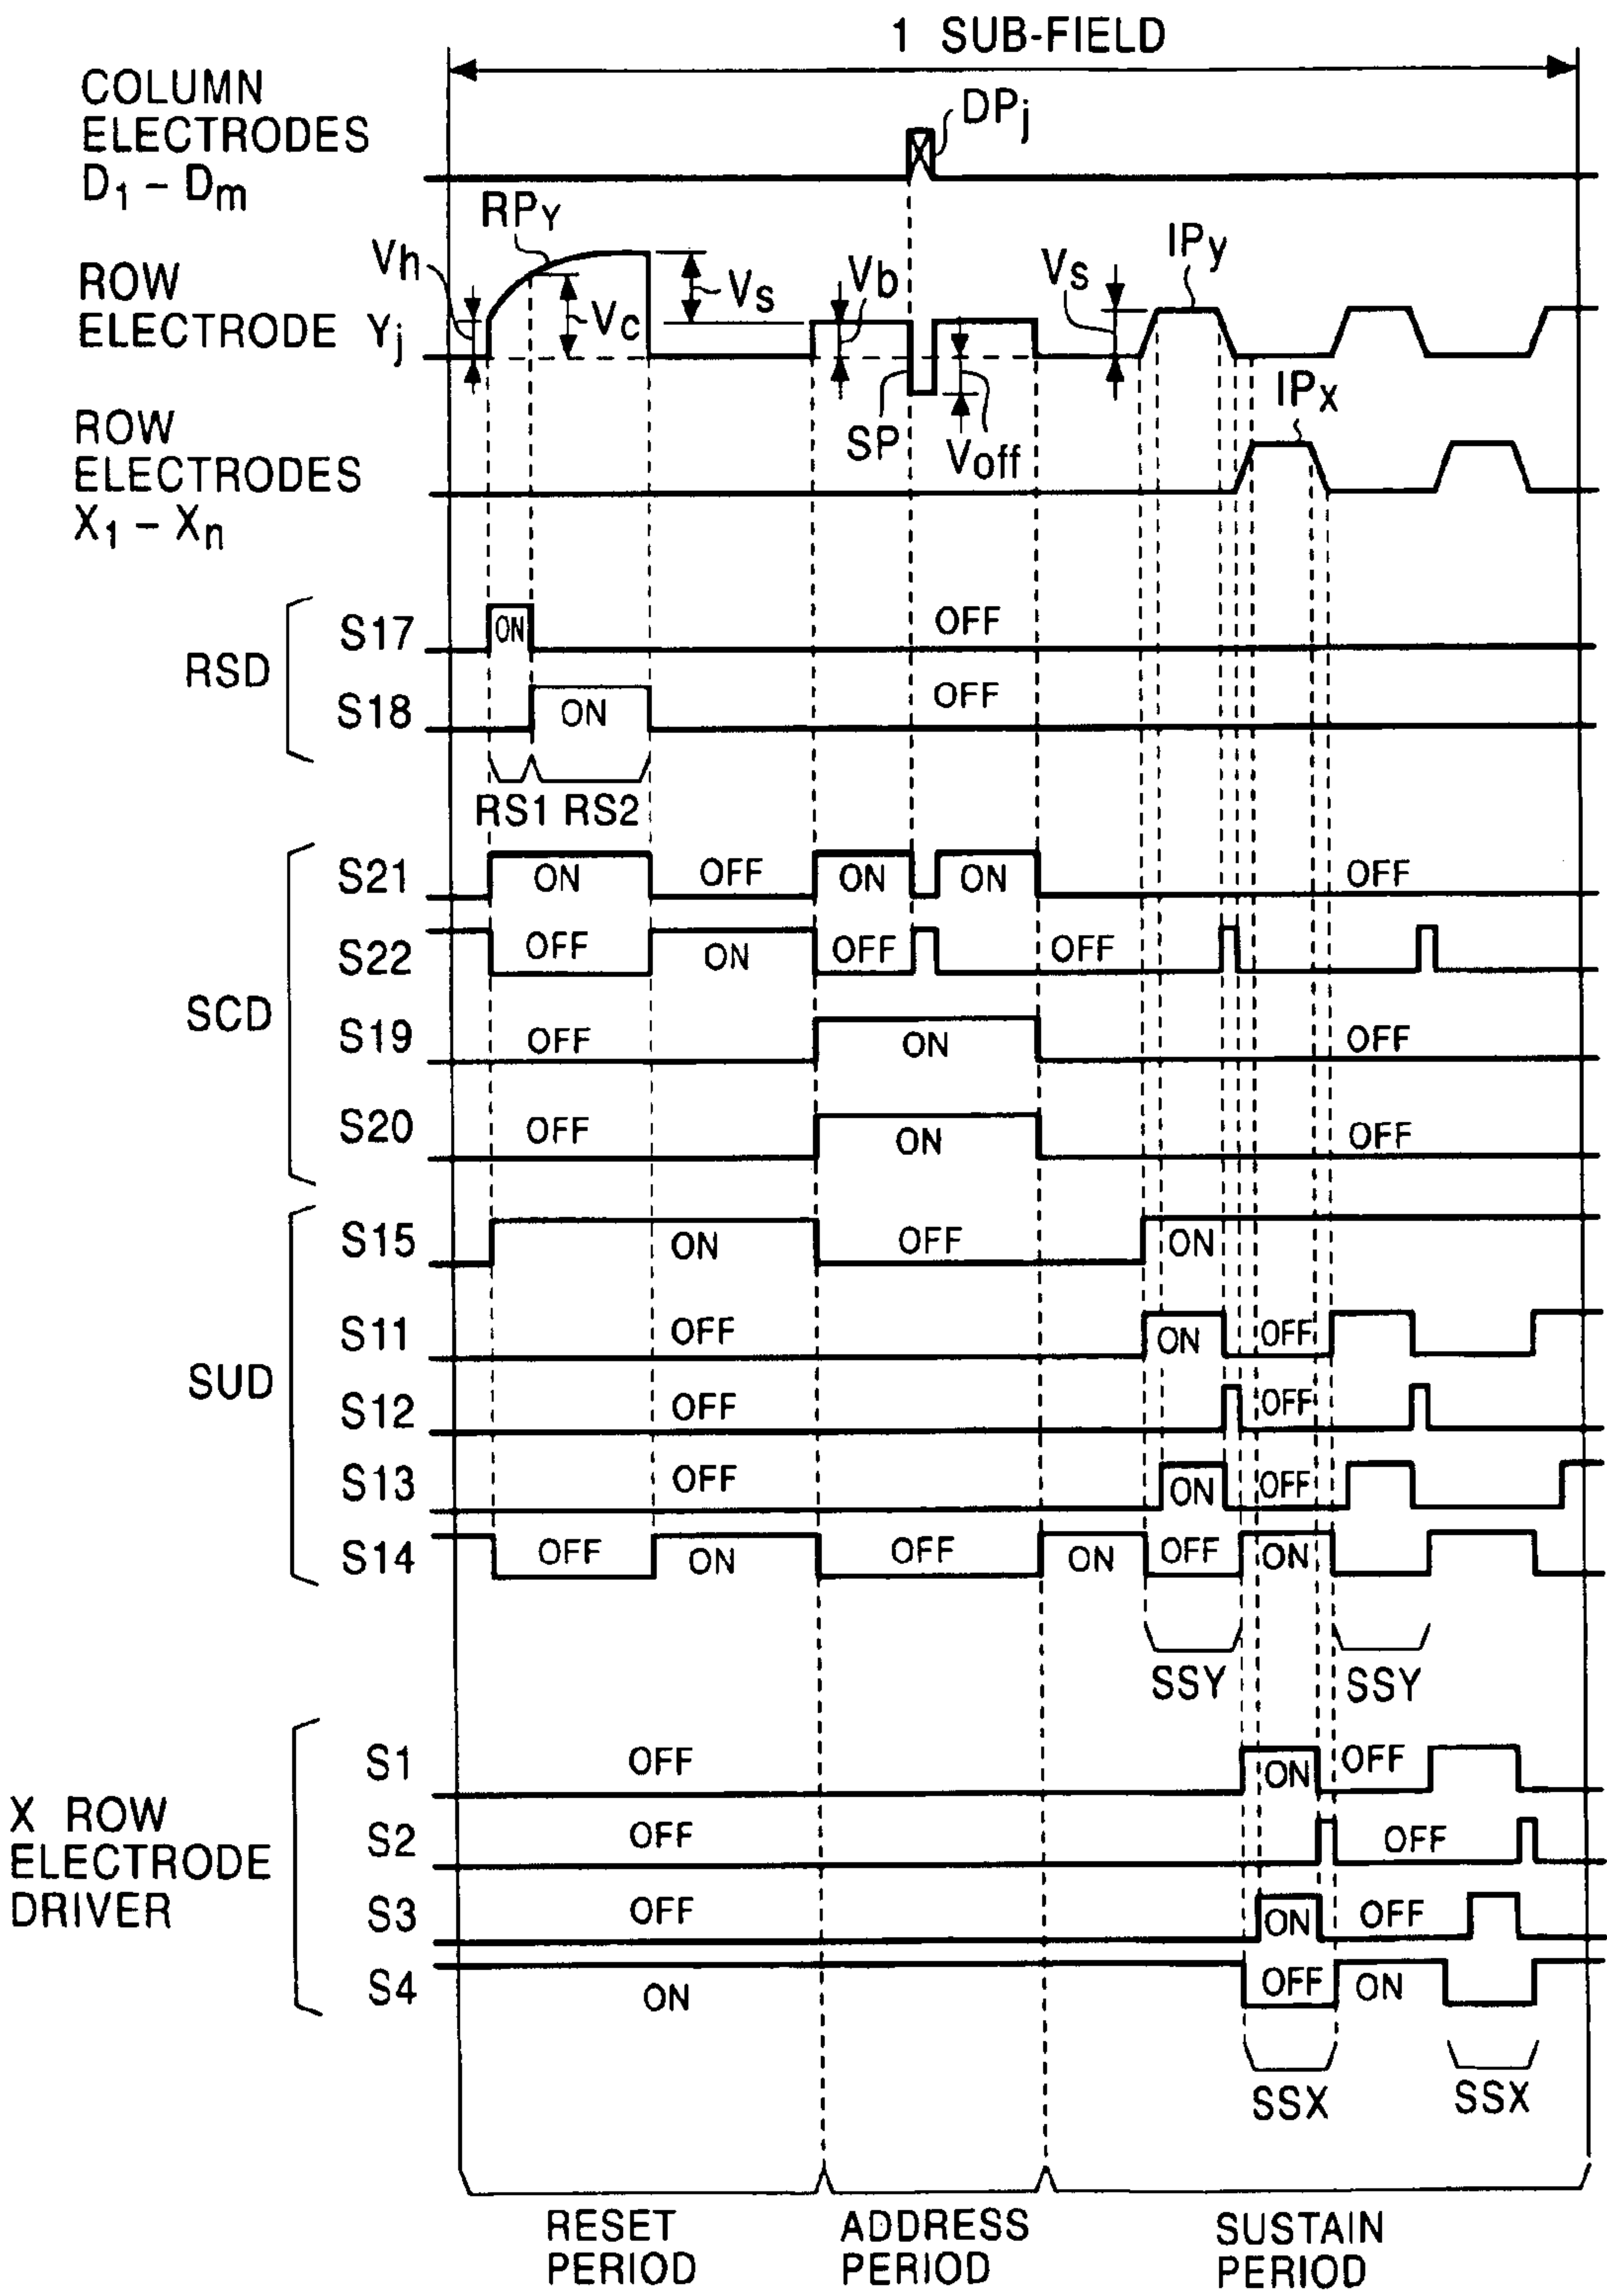 1 SUB-FIELD
COLUMN
ELECTRODES
D1 – Dm
DPj
RPY
Vh
ROW
ELECTRODE Yj
Vc
Vs
Vb
SP
Voff
Vs
IPy
IPX
ROW
ELECTRODES
X1 – Xn
RSD
S17 ON OFF
S18 ON OFF
RS1 RS2
SCD
S21 ON OFF ON ON OFF
S22 OFF ON OFF OFF
S19 OFF ON OFF
S20 OFF ON OFF
SUD
S15 ON OFF ON
S11 OFF ON OFF
S12 OFF OFF
S13 OFF ON OFF
S14 OFF ON OFF ON OFF ON
SSY SSY
X ROW
ELECTRODE
DRIVER
S1 OFF ON OFF
S2 OFF OFF
S3 OFF ON OFF
S4 ON OFF ON
SSX SSX
RESET
PERIOD
ADDRESS
PERIOD
SUSTAIN
PERIOD